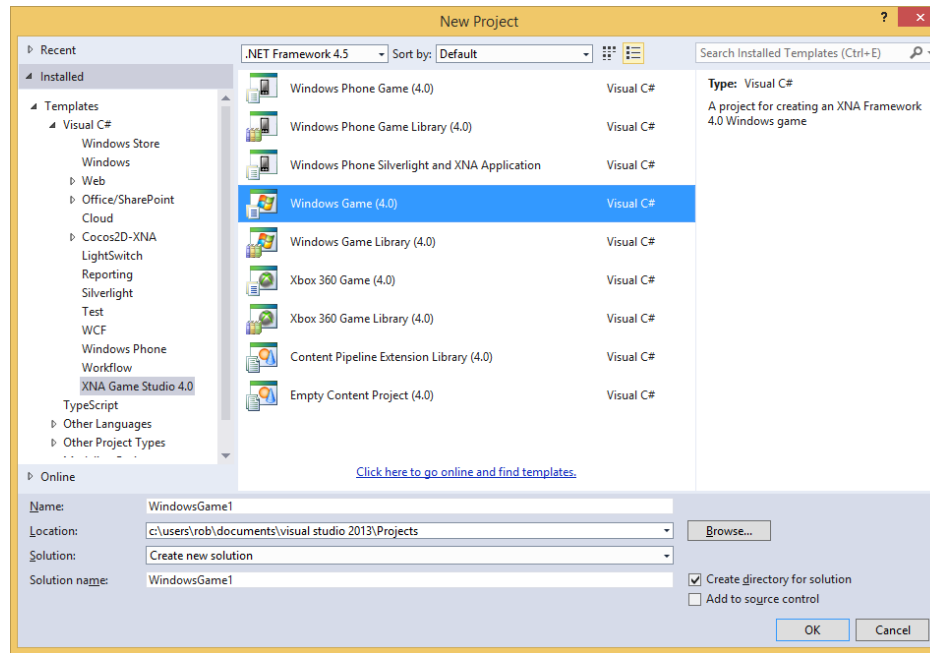 New Project
?
Recent
.NET Framework 4.5
Sort by:
Default
Search Installed Templates (Ctrl+E)
Installed
Templates
Visual C#
Windows Store
Windows
Web
Office/SharePoint
Cloud
Cocos2D-XNA
LightSwitch
Reporting
Silverlight
Test
WCF
Windows Phone
Workflow
XNA Game Studio 4.0
TypeScript
Other Languages
Other Project Types
Online
Windows Phone Game (4.0) Visual C#
Windows Phone Game Library (4.0) Visual C#
Windows Phone Silverlight and XNA Application Visual C#
Windows Game (4.0) Visual C#
Windows Game Library (4.0) Visual C#
Xbox 360 Game (4.0) Visual C#
Xbox 360 Game Library (4.0) Visual C#
Content Pipeline Extension Library (4.0) Visual C#
Empty Content Project (4.0) Visual C#
Click here to go online and find templates.
Type: Visual C#
A project for creating an XNA Framework
4.0 Windows game
Name: WindowsGame1
Location: c:\users\rob\documents\visual studio 2013\Projects
Browse...
Solution: Create new solution
Solution name: WindowsGame1
Create directory for solution
Add to source control
OK
Cancel